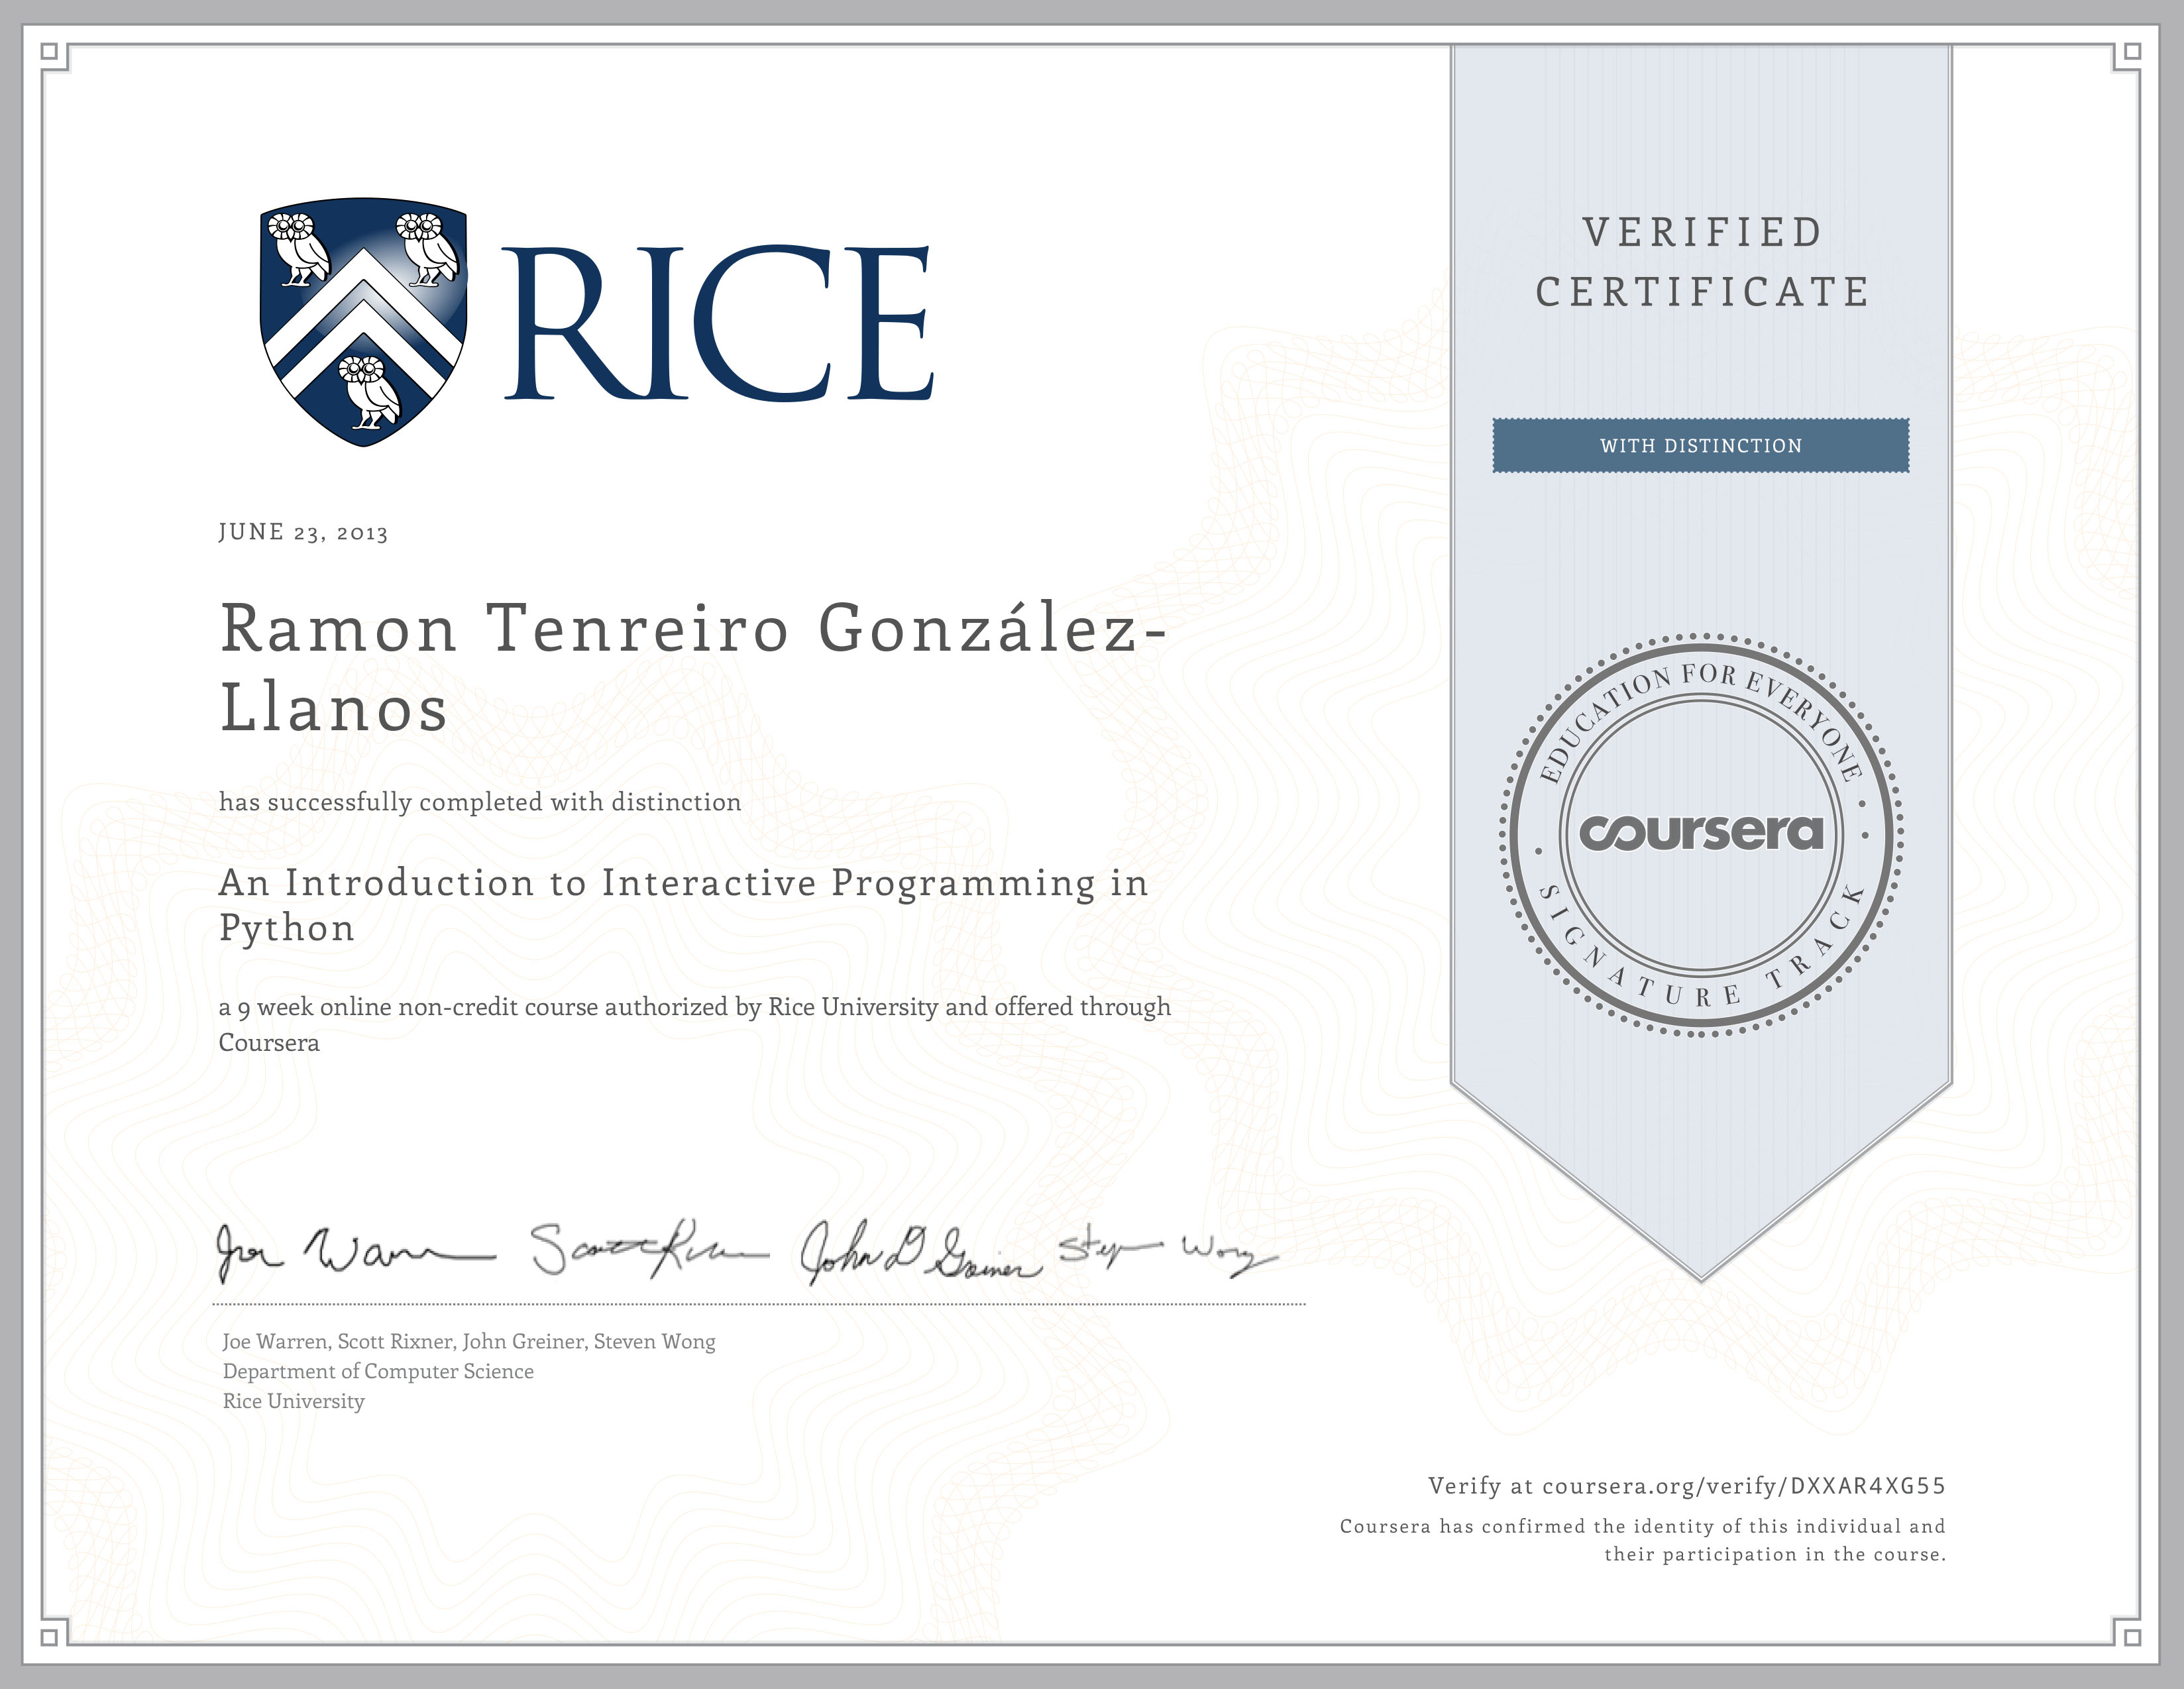 RICE
JUNE 23, 2013
Ramon Tenreiro González-
Llanos
has successfully completed with distinction
An Introduction to Interactive Programming in
Python
a 9 week online non-credit course authorized by Rice University and offered through
Coursera
Joe Warren Scott Rixner John D Greiner Stephen Wong
Joe Warren, Scott Rixner, John Greiner, Steven Wong
Department of Computer Science
Rice University
VERIFIED
CERTIFICATE
WITH DISTINCTION
EDUCATION FOR EVERYONE
coursera
SIGNATURE TRACK
Verify at coursera.org/verify/DXXAR4XG55
Coursera has confirmed the identity of this individual and
their participation in the course.